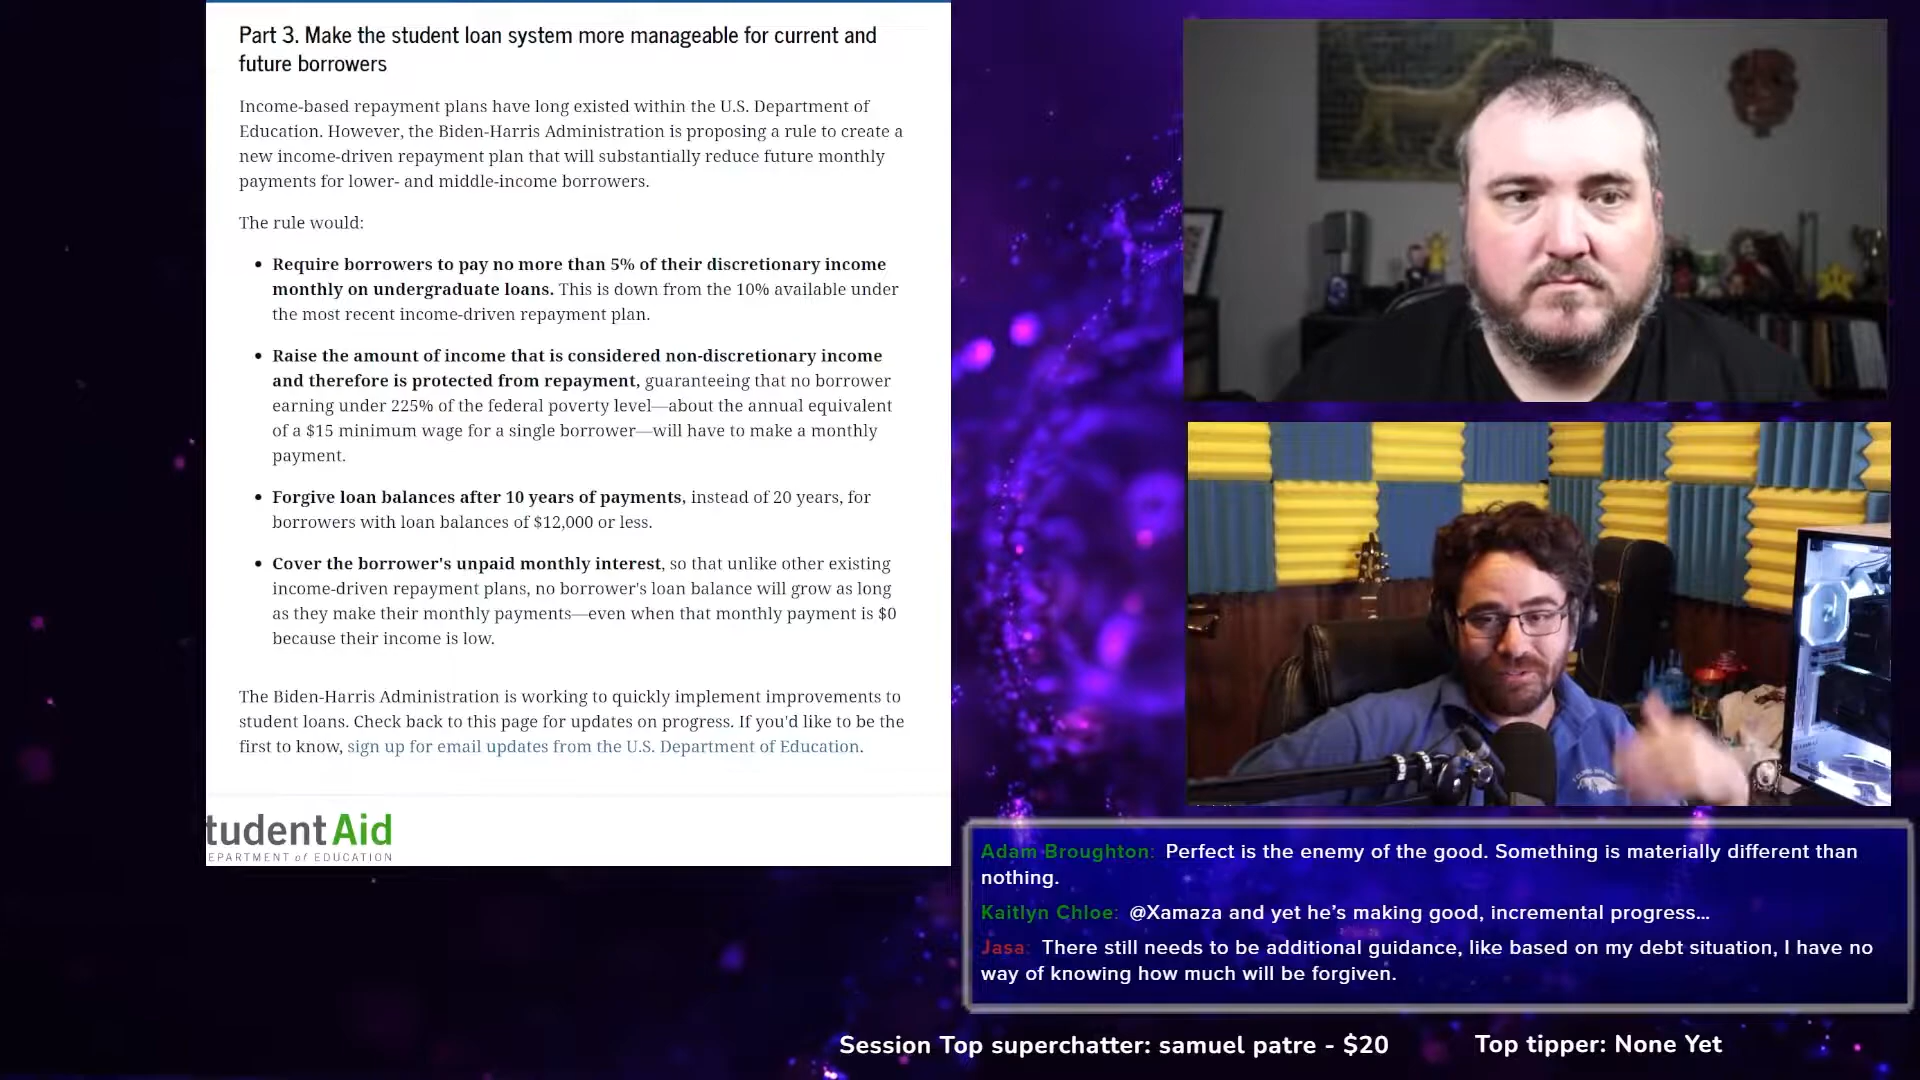 Part 3. Make the student loan system more manageable for current and
future borrowers
Income-based repayment plans have long existed within the U.S. Department of
Education. However, the Biden-Harris Administration is proposing a rule to create a
new income-driven repayment plan that will substantially reduce future monthly
payments for lower- and middle-income borrowers.
The rule would:
• Require borrowers to pay no more than 5% of their discretionary income
monthly on undergraduate loans. This is down from the 10% available under
the most recent income-driven repayment plan.
• Raise the amount of income that is considered non-discretionary income
and therefore is protected from repayment, guaranteeing that no borrower
earning under 225% of the federal poverty level—about the annual equivalent
of a $15 minimum wage for a single borrower—will have to make a monthly
payment.
• Forgive loan balances after 10 years of payments, instead of 20 years, for
borrowers with loan balances of $12,000 or less.
• Cover the borrower's unpaid monthly interest, so that unlike other existing
income-driven repayment plans, no borrower's loan balance will grow as long
as they make their monthly payments—even when that monthly payment is $0
because their income is low.
The Biden-Harris Administration is working to quickly implement improvements to
student loans. Check back to this page for updates on progress. If you'd like to be the
first to know, sign up for email updates from the U.S. Department of Education.
tudentAid
EPARTMENT of EDUCATION
Adam Broughton: Perfect is the enemy of the good. Something is materially different than
nothing.
Kaitlyn Chloe: @Xamaza and yet he's making good, incremental progress...
Jasa: There still needs to be additional guidance, like based on my debt situation, I have no
way of knowing how much will be forgiven.
Session Top superchatter: samuel patre - $20
Top tipper: None Yet